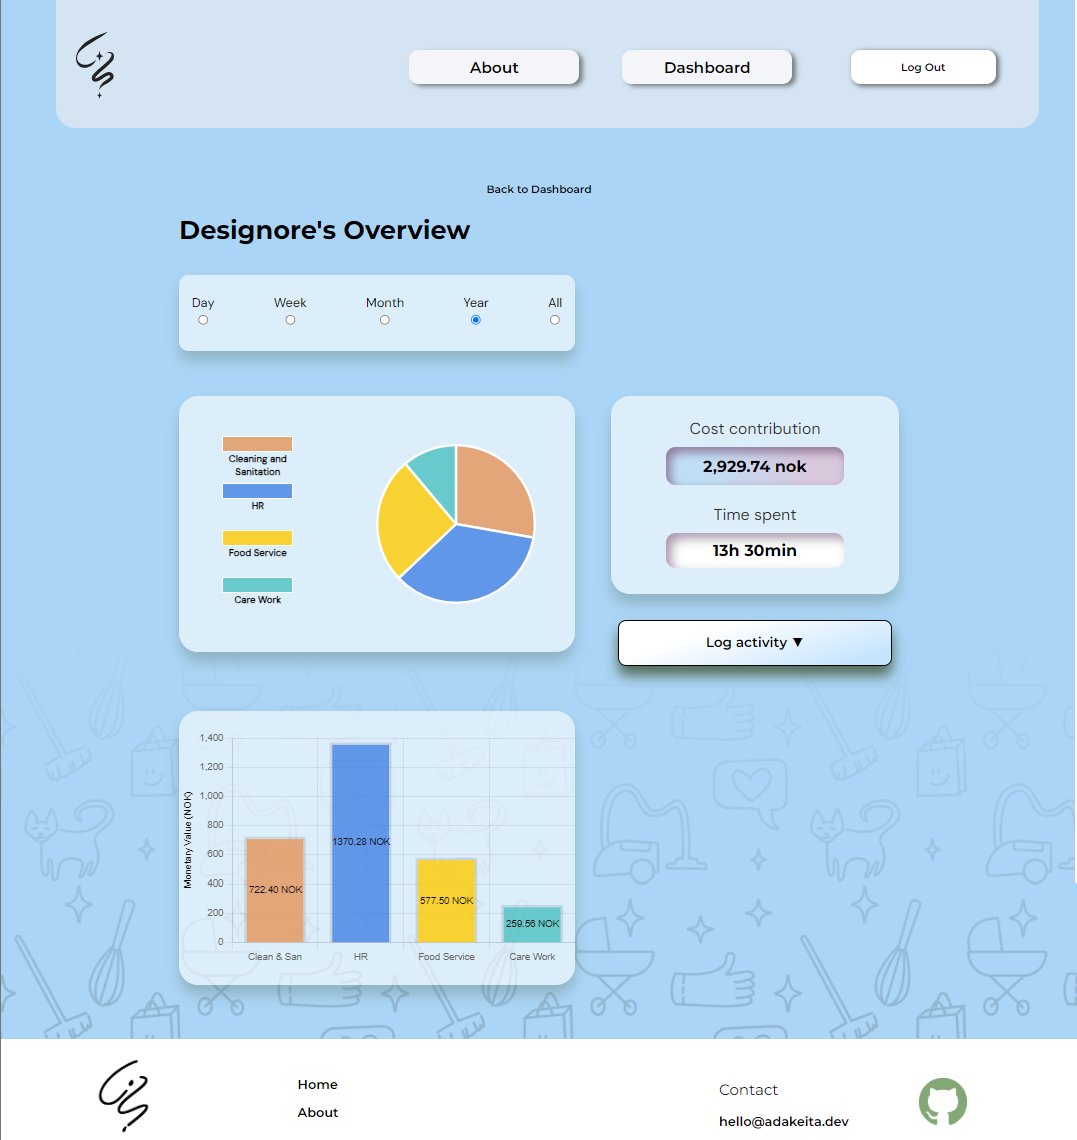 About
Dashboard
Log Out
Back to Dashboard
Designore's Overview
Day
Week
Month
Year
All
Cleaning and
Sanitation
HR
Food Service
Care Work
Cost contribution
2,929.74 nok
Time spent
13h 30min
Log activity ▼
Monetary Value (NOK)
1,400
1,200
1,000
800
600
400
200
0
722.40 NOK
1370.28 NOK
577.50 NOK
259.56 NOK
Clean & San
HR
Food Service
Care Work
Home
About
Contact
hello@adakeita.dev